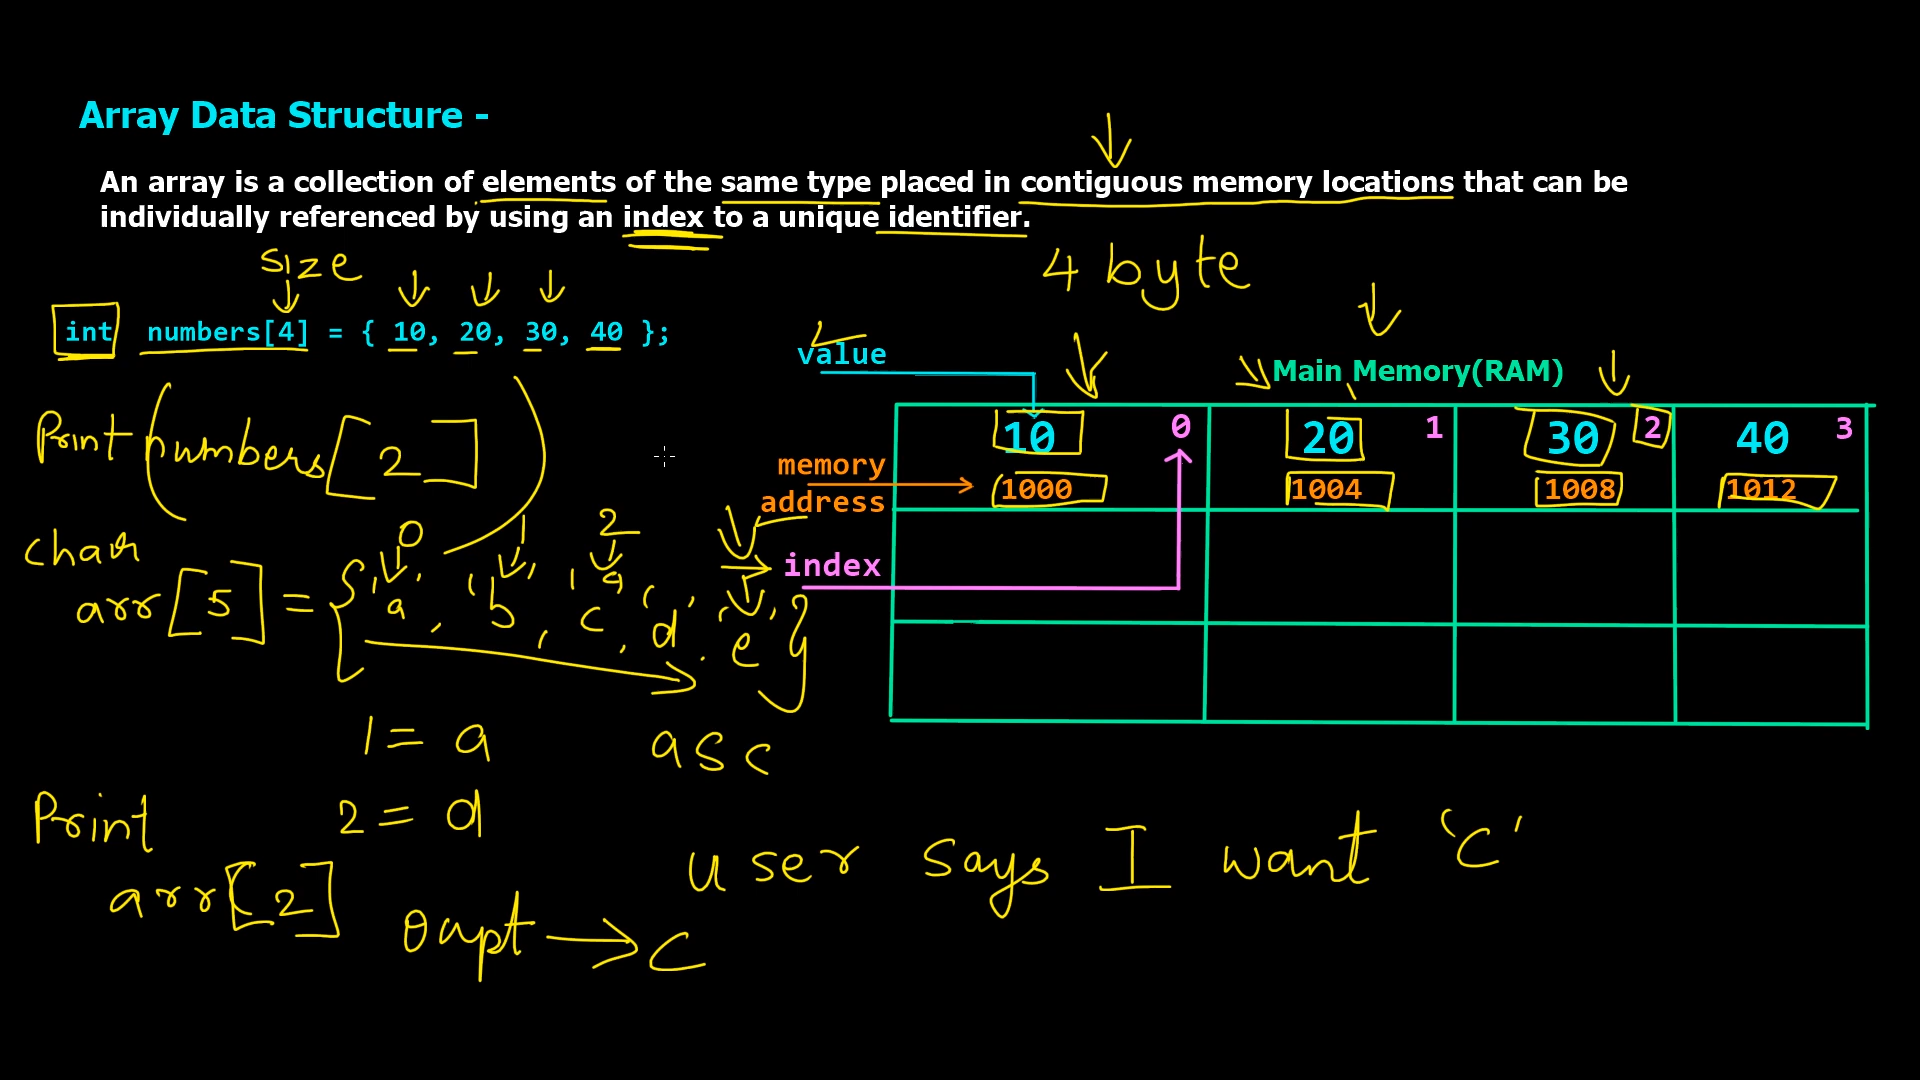 Array Data Structure -
An array is a collection of elements of the same type placed in contiguous memory locations that can be
individually referenced by using an index to a unique identifier.
size
4 byte
int numbers[4] = { 10, 20, 30, 40 };
value
Main Memory(RAM)
10 0 20 1 30 2 40 3
memory
address
1000 1004 1008 1012
index
Print (numbers[2])
0 1 2
char
arr[5] = {'a', 'b', 'c, 'd'. 'e'}
1 = a
asc
2 = d
Print
arr[2]
user says I want 'c'
→ C